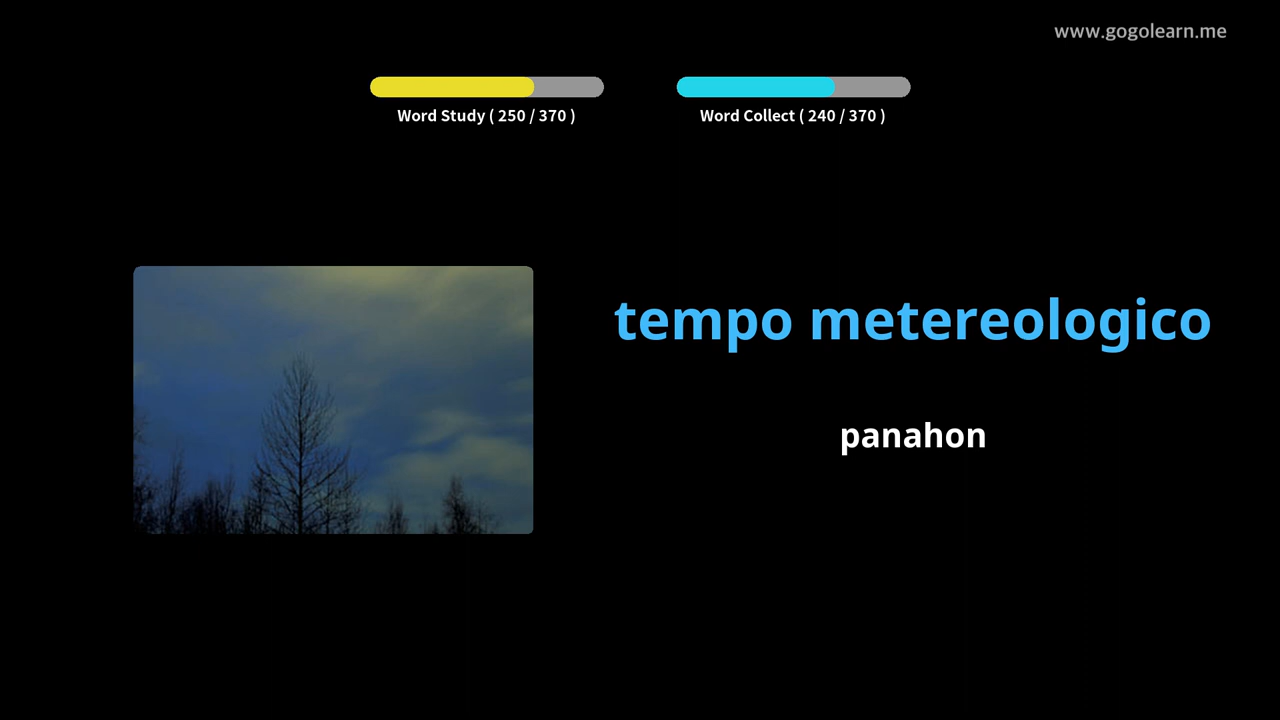 www.gogolearn.me
Word Study ( 250 / 370 )
Word Collect ( 240 / 370 )
tempo metereologico
panahon